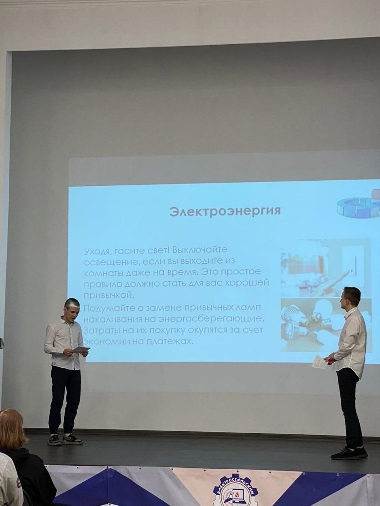 Электроэнергия
Уходя, гасите свет! Выключайте
освещение, если вы выходите из
комнаты даже на время. Это простое
правило должно стать для вас хорошей
привычкой.
Подумайте о замене привычных ламп
накаливания на энергосберегающие.
Затраты на их покупку окупятся за счет
экономии на платежах.